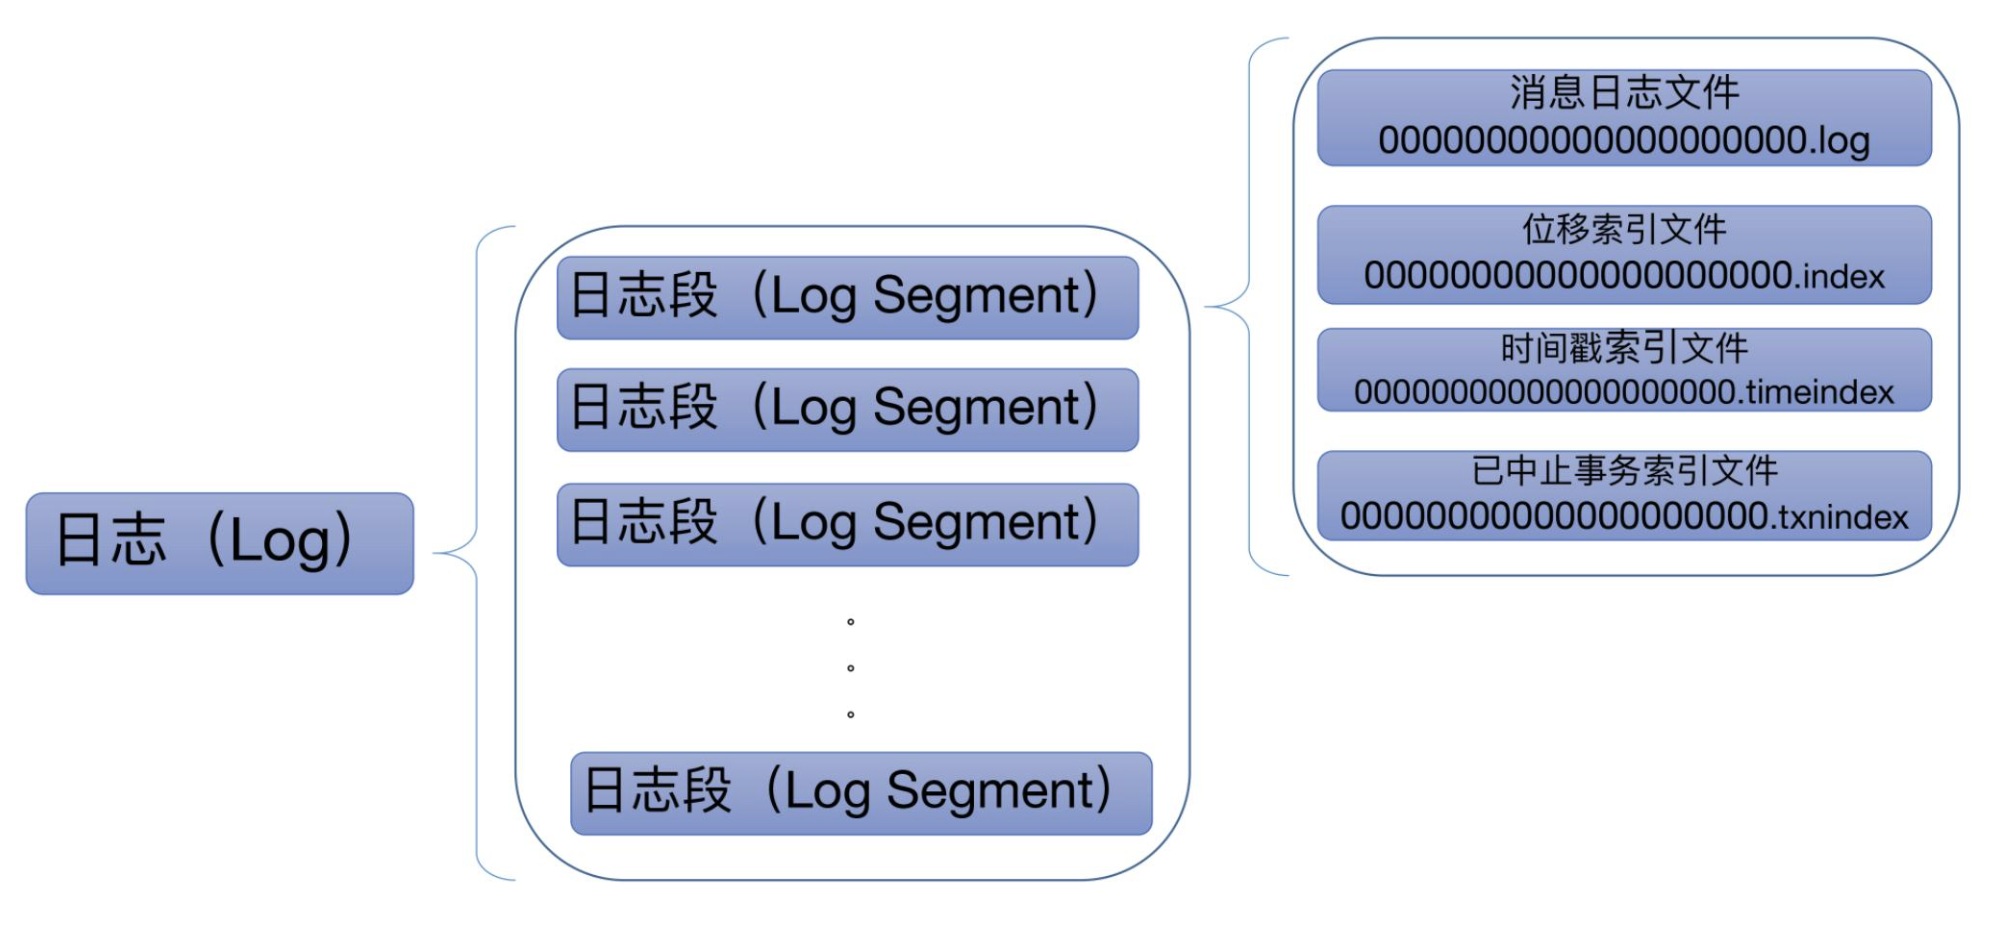 日志（Log）
日志段（Log Segment）
日志段（Log Segment）
日志段（Log Segment）
。
。
。
日志段（Log Segment）
消息日志文件
00000000000000000000.log
位移索引文件
00000000000000000000.index
时间戳索引文件
00000000000000000000.timeindex
已中止事务索引文件
00000000000000000000.txnindex